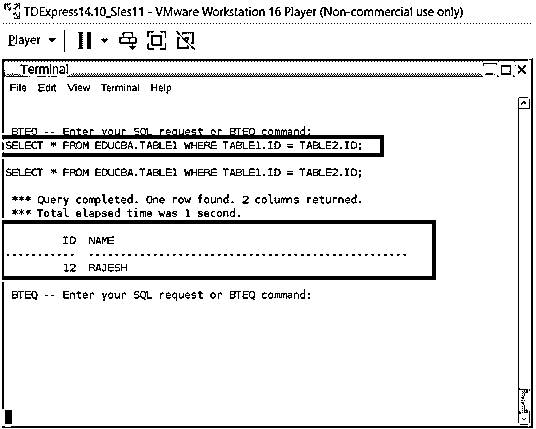 TDExpress14.10_Sles11 - VMware Workstation 16 Player (Non-commercial use only)
Player
Terminal
File Edit View Terminal Help
BTEQ -- Enter your SQL request or BTEQ command:
SELECT * FROM EDUCBA.TABLE1 WHERE TABLE1.ID = TABLE2.ID;
SELECT * FROM EDUCBA.TABLE1 WHERE TABLE1.ID = TABLE2.ID;
*** Query completed. One row found. 2 columns returned.
*** Total elapsed time was 1 second.
ID NAME
----------- --------------------------------------------------
12 RAJESH
BTEQ -- Enter your SQL request or BTEQ command: